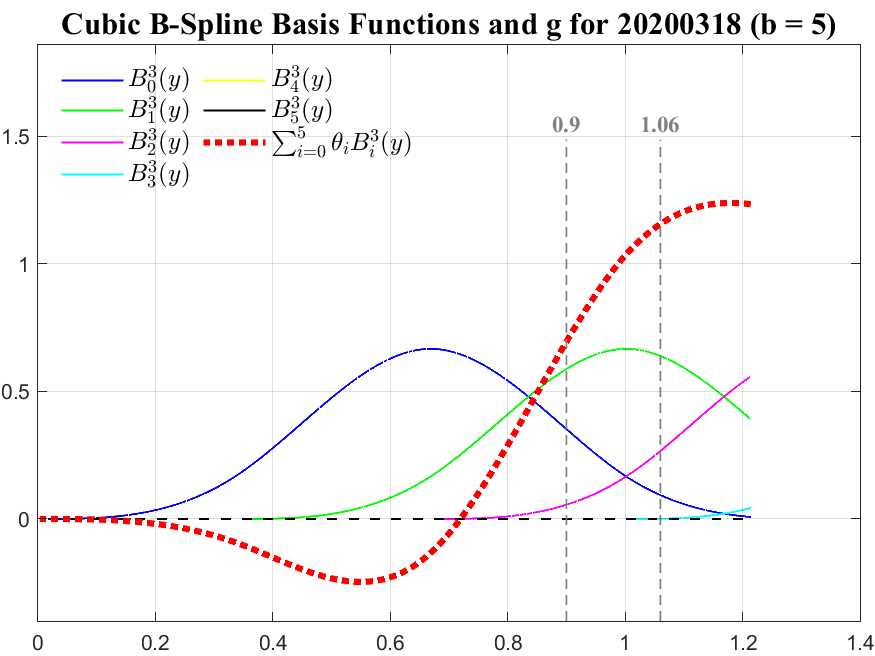 Cubic B-Spline Basis Functions and g for 20200318 (b = 5)
B_0^3(y)
B_1^3(y)
B_2^3(y)
B_3^3(y)
B_4^3(y)
B_5^3(y)
∑_{i=0}^5 θ_i B_i^3(y)
0.9
1.06
1.5
1
0.5
0
0
0.2
0.4
0.6
0.8
1
1.2
1.4